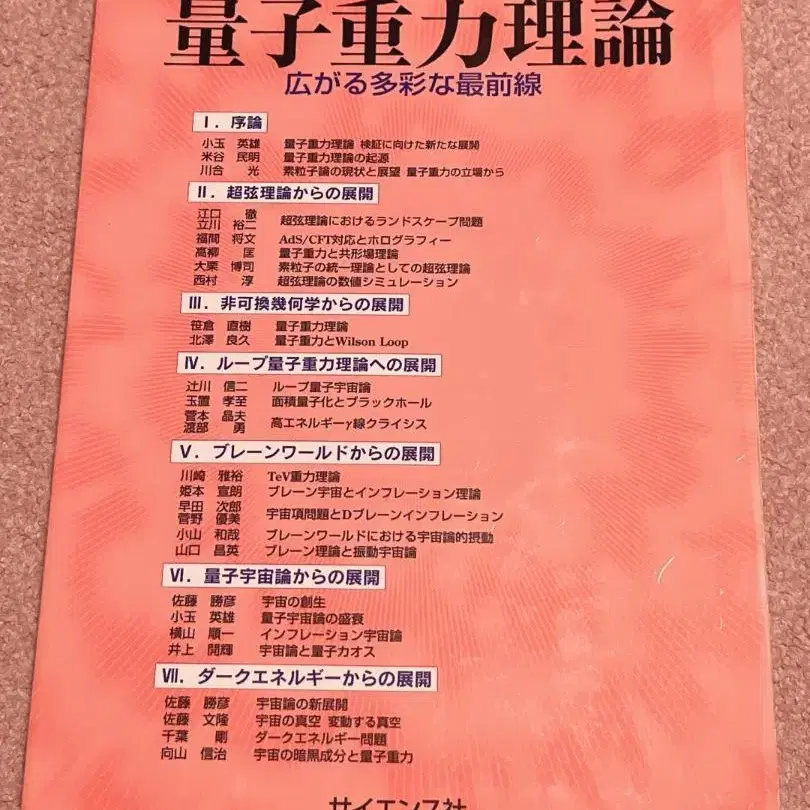 量子重力理論
広がる多彩な最前線
Ⅰ．序論
小玉 英雄 量子重力理論 検証に向けた新たな展開
米谷 民明 量子重力理論の起源
川合 光 素粒子論の現状と展望 量子重力の立場から
Ⅱ．超弦理論からの展開
江口 徹
立川 裕二 超弦理論におけるランドスケープ問題
福間 将文 AdS/CFT対応とホログラフィー
高柳 匡 量子重力と共形場理論
大栗 博司 素粒子の統一理論としての超弦理論
西村 淳 超弦理論の数値シミュレーション
Ⅲ．非可換幾何学からの展開
笹倉 直樹 量子重力理論
北澤 良久 量子重力とWilson Loop
Ⅳ．ループ量子重力理論への展開
辻川 信二 ループ量子宇宙論
玉置 孝至 面積量子化とブラックホール
菅本 晶夫
渡部 勇 高エネルギーγ線クライシス
Ⅴ．ブレーンワールドからの展開
川崎 雅裕 TeV重力理論
姫本 宣朗 ブレーン宇宙とインフレーション理論
早田 次郎
菅野 優美 宇宙項問題とDブレーンインフレーション
小山 和哉 ブレーンワールドにおける宇宙論的摂動
山口 昌英 ブレーン理論と振動宇宙論
Ⅵ．量子宇宙論からの展開
佐藤 勝彦 宇宙の創生
小玉 英雄 量子宇宙論の盛衰
横山 順一 インフレーション宇宙論
井上 開輝 宇宙論と量子カオス
Ⅶ．ダークエネルギーからの展開
佐藤 勝彦 宇宙論の新展開
佐藤 文隆 宇宙の真空 変動する真空
千葉 剛 ダークエネルギー問題
向山 信治 宇宙の暗黒成分と量子重力
サイエンス社